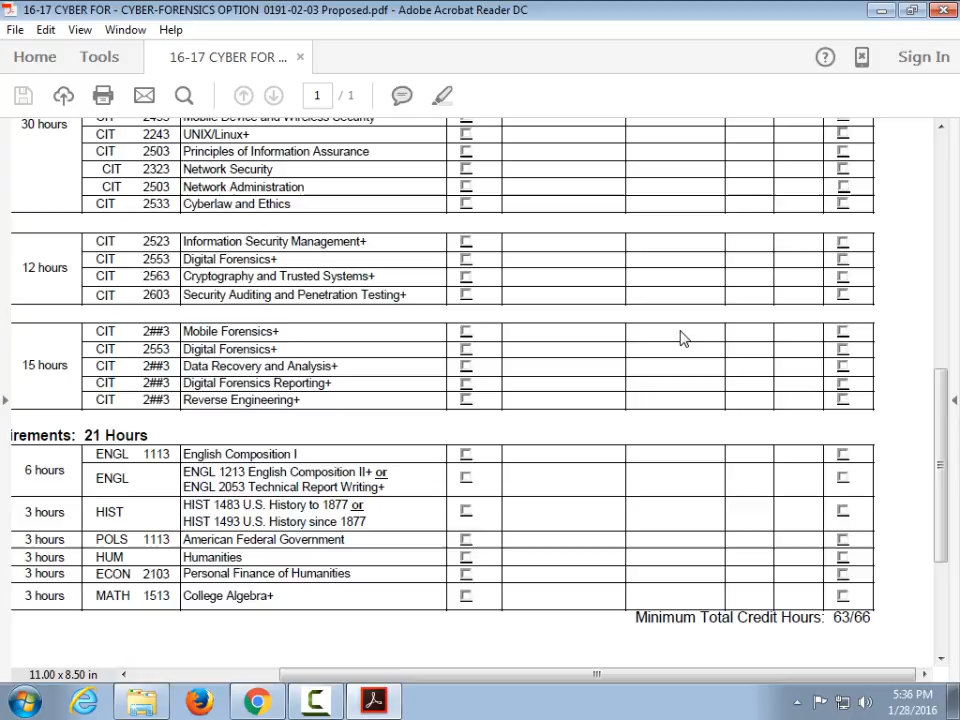 16-17 CYBER FOR - CYBER-FORENSICS OPTION 0191-02-03 Proposed.pdf - Adobe Acrobat Reader DC
File Edit View Window Help
Home Tools 16-17 CYBER FOR ... × ? Sign In
1 / 1
30 hours
CIT 2493 Mobile Device and Wireless Security
CIT 2243 UNIX/Linux+
CIT 2503 Principles of Information Assurance
CIT 2323 Network Security
CIT 2503 Network Administration
CIT 2533 Cyberlaw and Ethics
12 hours
CIT 2523 Information Security Management+
CIT 2553 Digital Forensics+
CIT 2563 Cryptography and Trusted Systems+
CIT 2603 Security Auditing and Penetration Testing+
15 hours
CIT 2##3 Mobile Forensics+
CIT 2553 Digital Forensics+
CIT 2##3 Data Recovery and Analysis+
CIT 2##3 Digital Forensics Reporting+
CIT 2##3 Reverse Engineering+
irements: 21 Hours
6 hours
ENGL 1113 English Composition I
ENGL ENGL 1213 English Composition II+ or
ENGL 2053 Technical Report Writing+
3 hours HIST HIST 1483 U.S. History to 1877 or
HIST 1493 U.S. History since 1877
3 hours POLS 1113 American Federal Government
3 hours HUM Humanities
3 hours ECON 2103 Personal Finance of Humanities
3 hours MATH 1513 College Algebra+
Minimum Total Credit Hours: 63/66
11.00 x 8.50 in
5:36 PM
1/28/2016